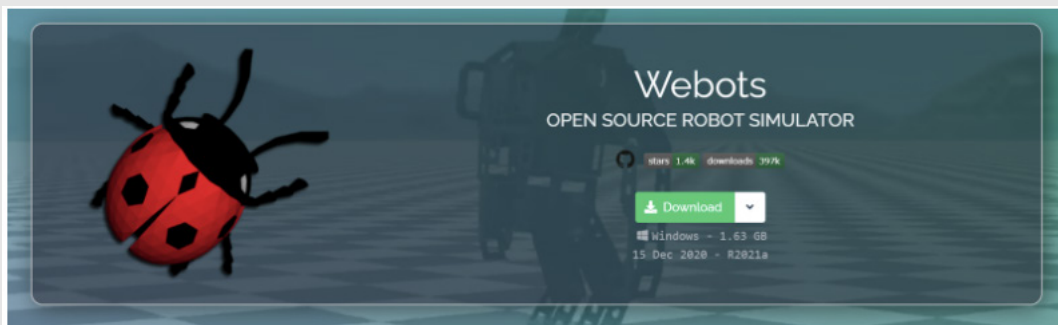 Webots
OPEN SOURCE ROBOT SIMULATOR
stars 1.4k downloads 397k
Download
Windows - 1.63 GB
15 Dec 2020 - R2021a